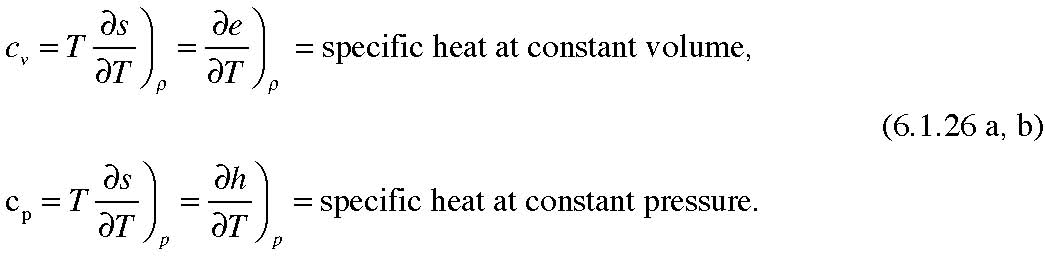 c_v = T ∂s/∂T)_ρ = ∂e/∂T)_ρ = specific heat at constant volume,
(6.1.26 a, b)
c_p = T ∂s/∂T)_p = ∂h/∂T)_p = specific heat at constant pressure.